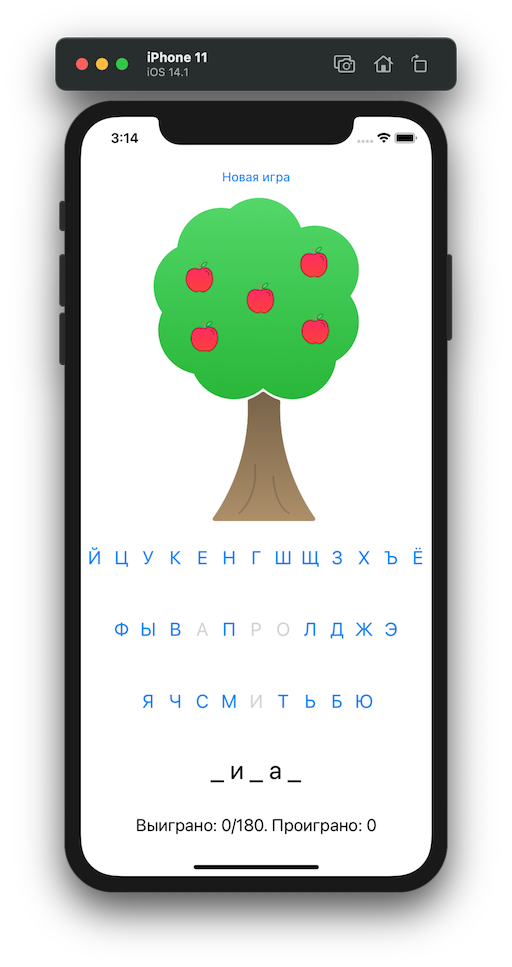 iPhone 11
iOS 14.1
3:14
Новая игра
Й Ц У К Е Н Г Ш Щ З Х Ъ Ё
Ф Ы В А П Р О Л Д Ж Э
Я Ч С М И Т Ь Б Ю
_ и _ а _
Выиграно: 0/180. Проиграно: 0